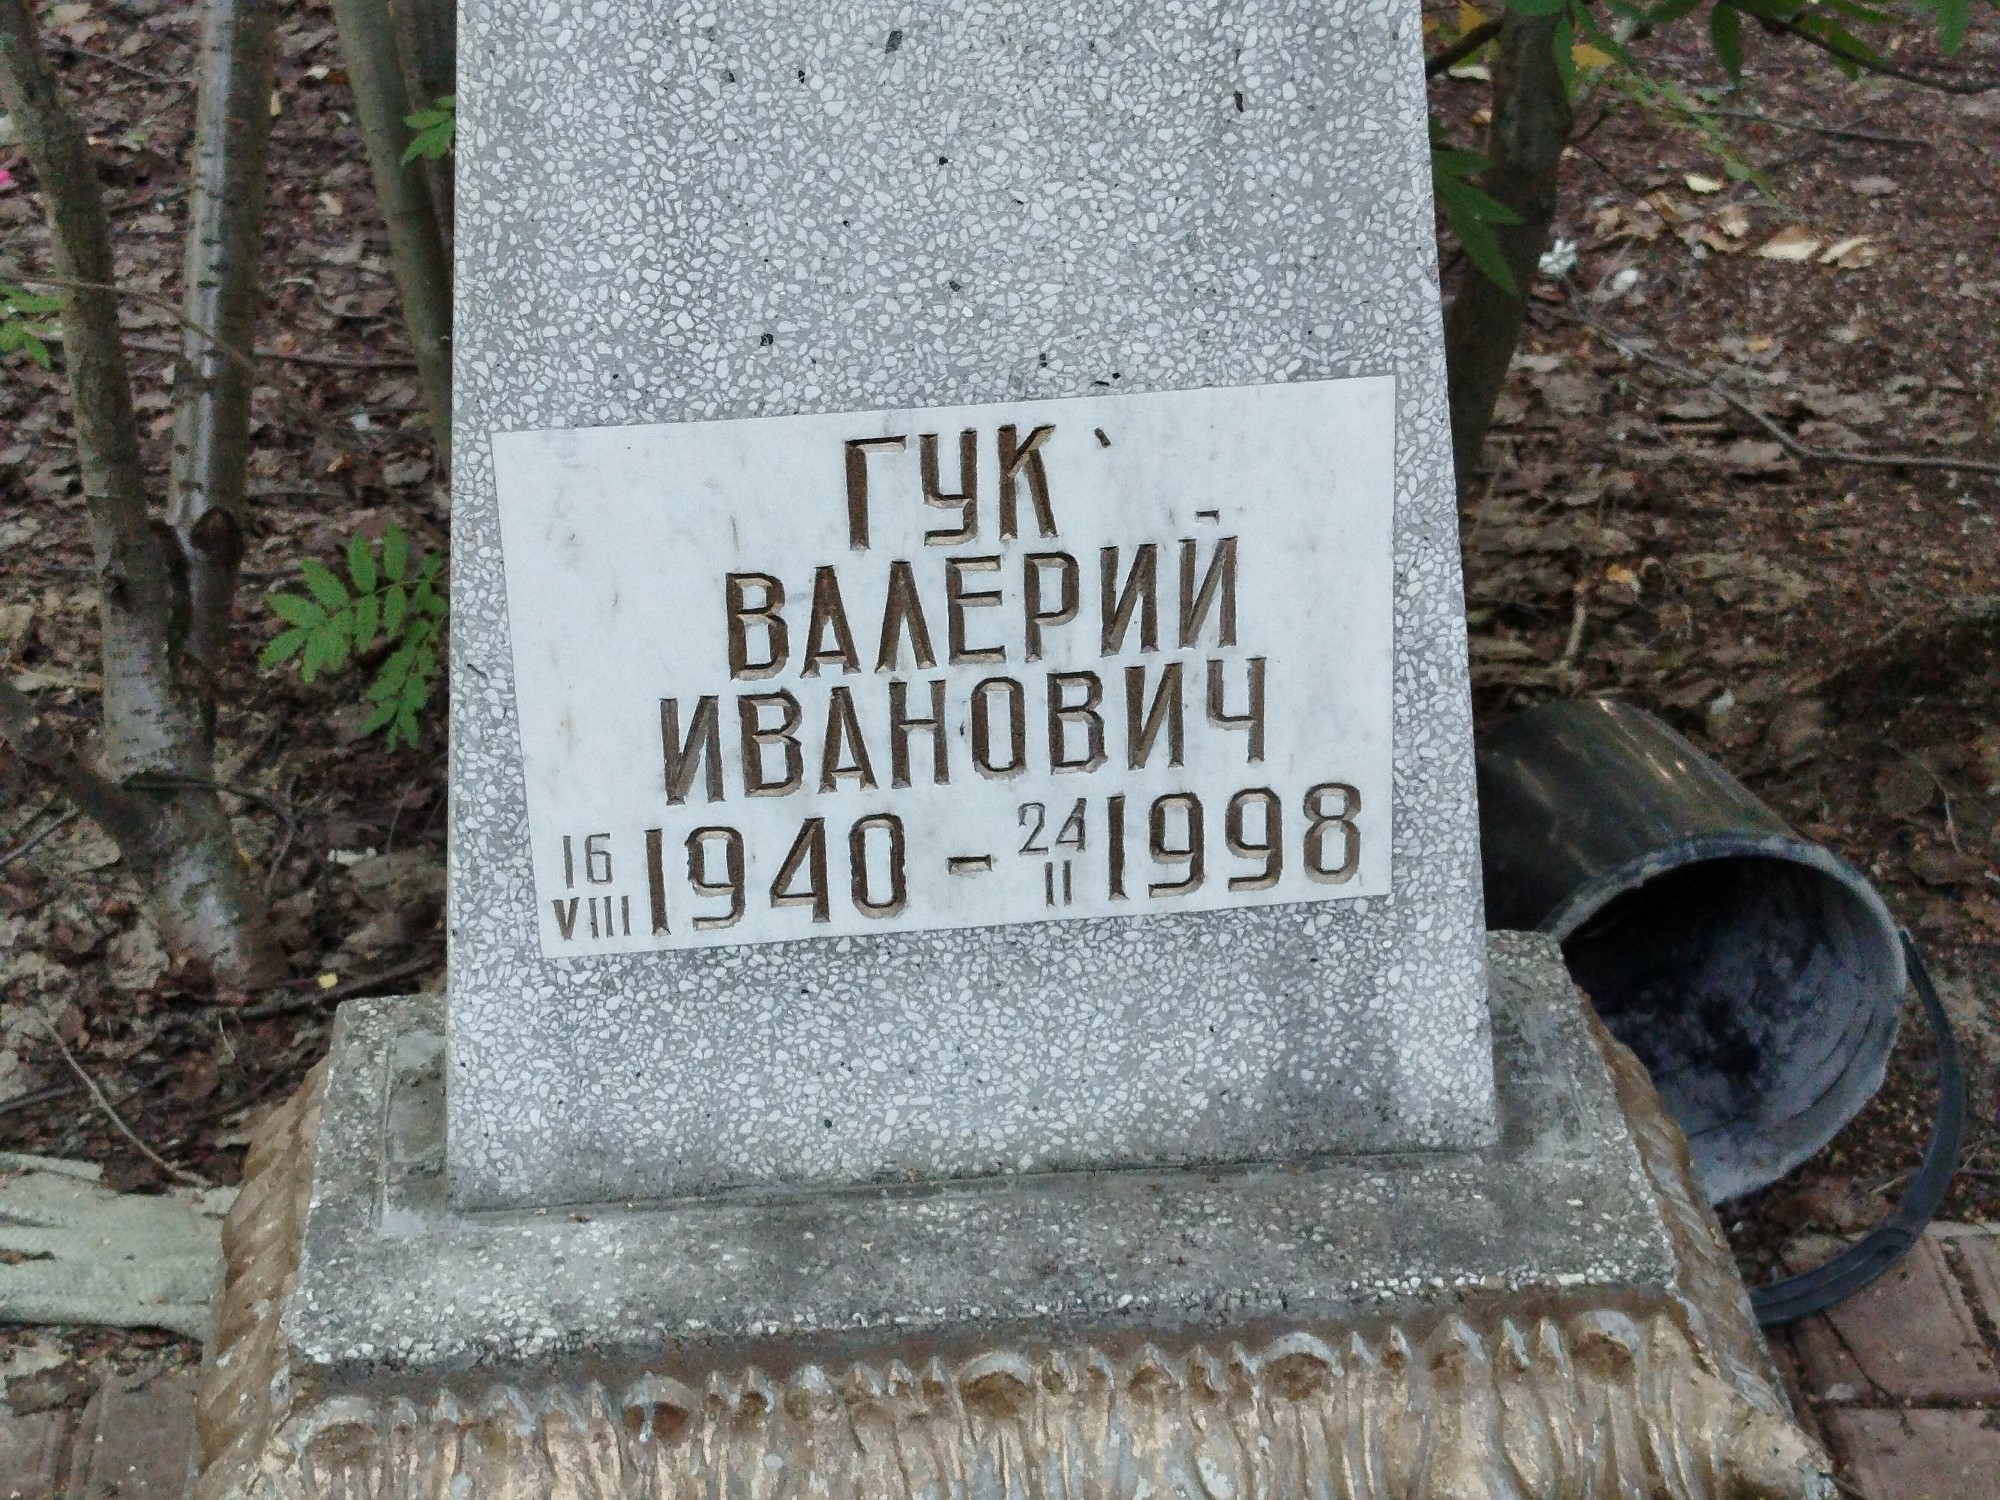 ГУК
ВАЛЕРИЙ
ИВАНОВИЧ
16 VIII 1940 - 24 II 1998